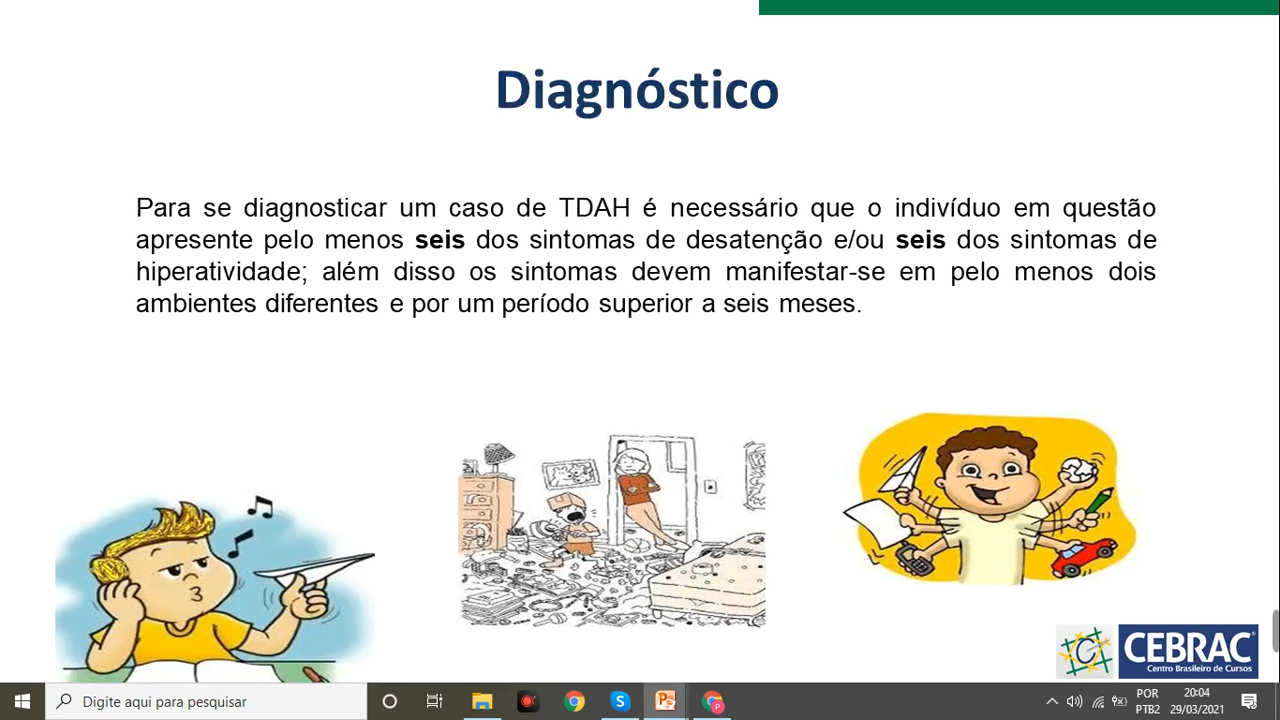 Diagnóstico
Para se diagnosticar um caso de TDAH é necessário que o indivíduo em questão
apresente pelo menos seis dos sintomas de desatenção e/ou seis dos sintomas de
hiperatividade; além disso os sintomas devem manifestar-se em pelo menos dois
ambientes diferentes e por um período superior a seis meses.
CEBRAC
Centro Brasileiro de Cursos
Digite aqui para pesquisar
POR
PTB2
20:04
29/03/2021